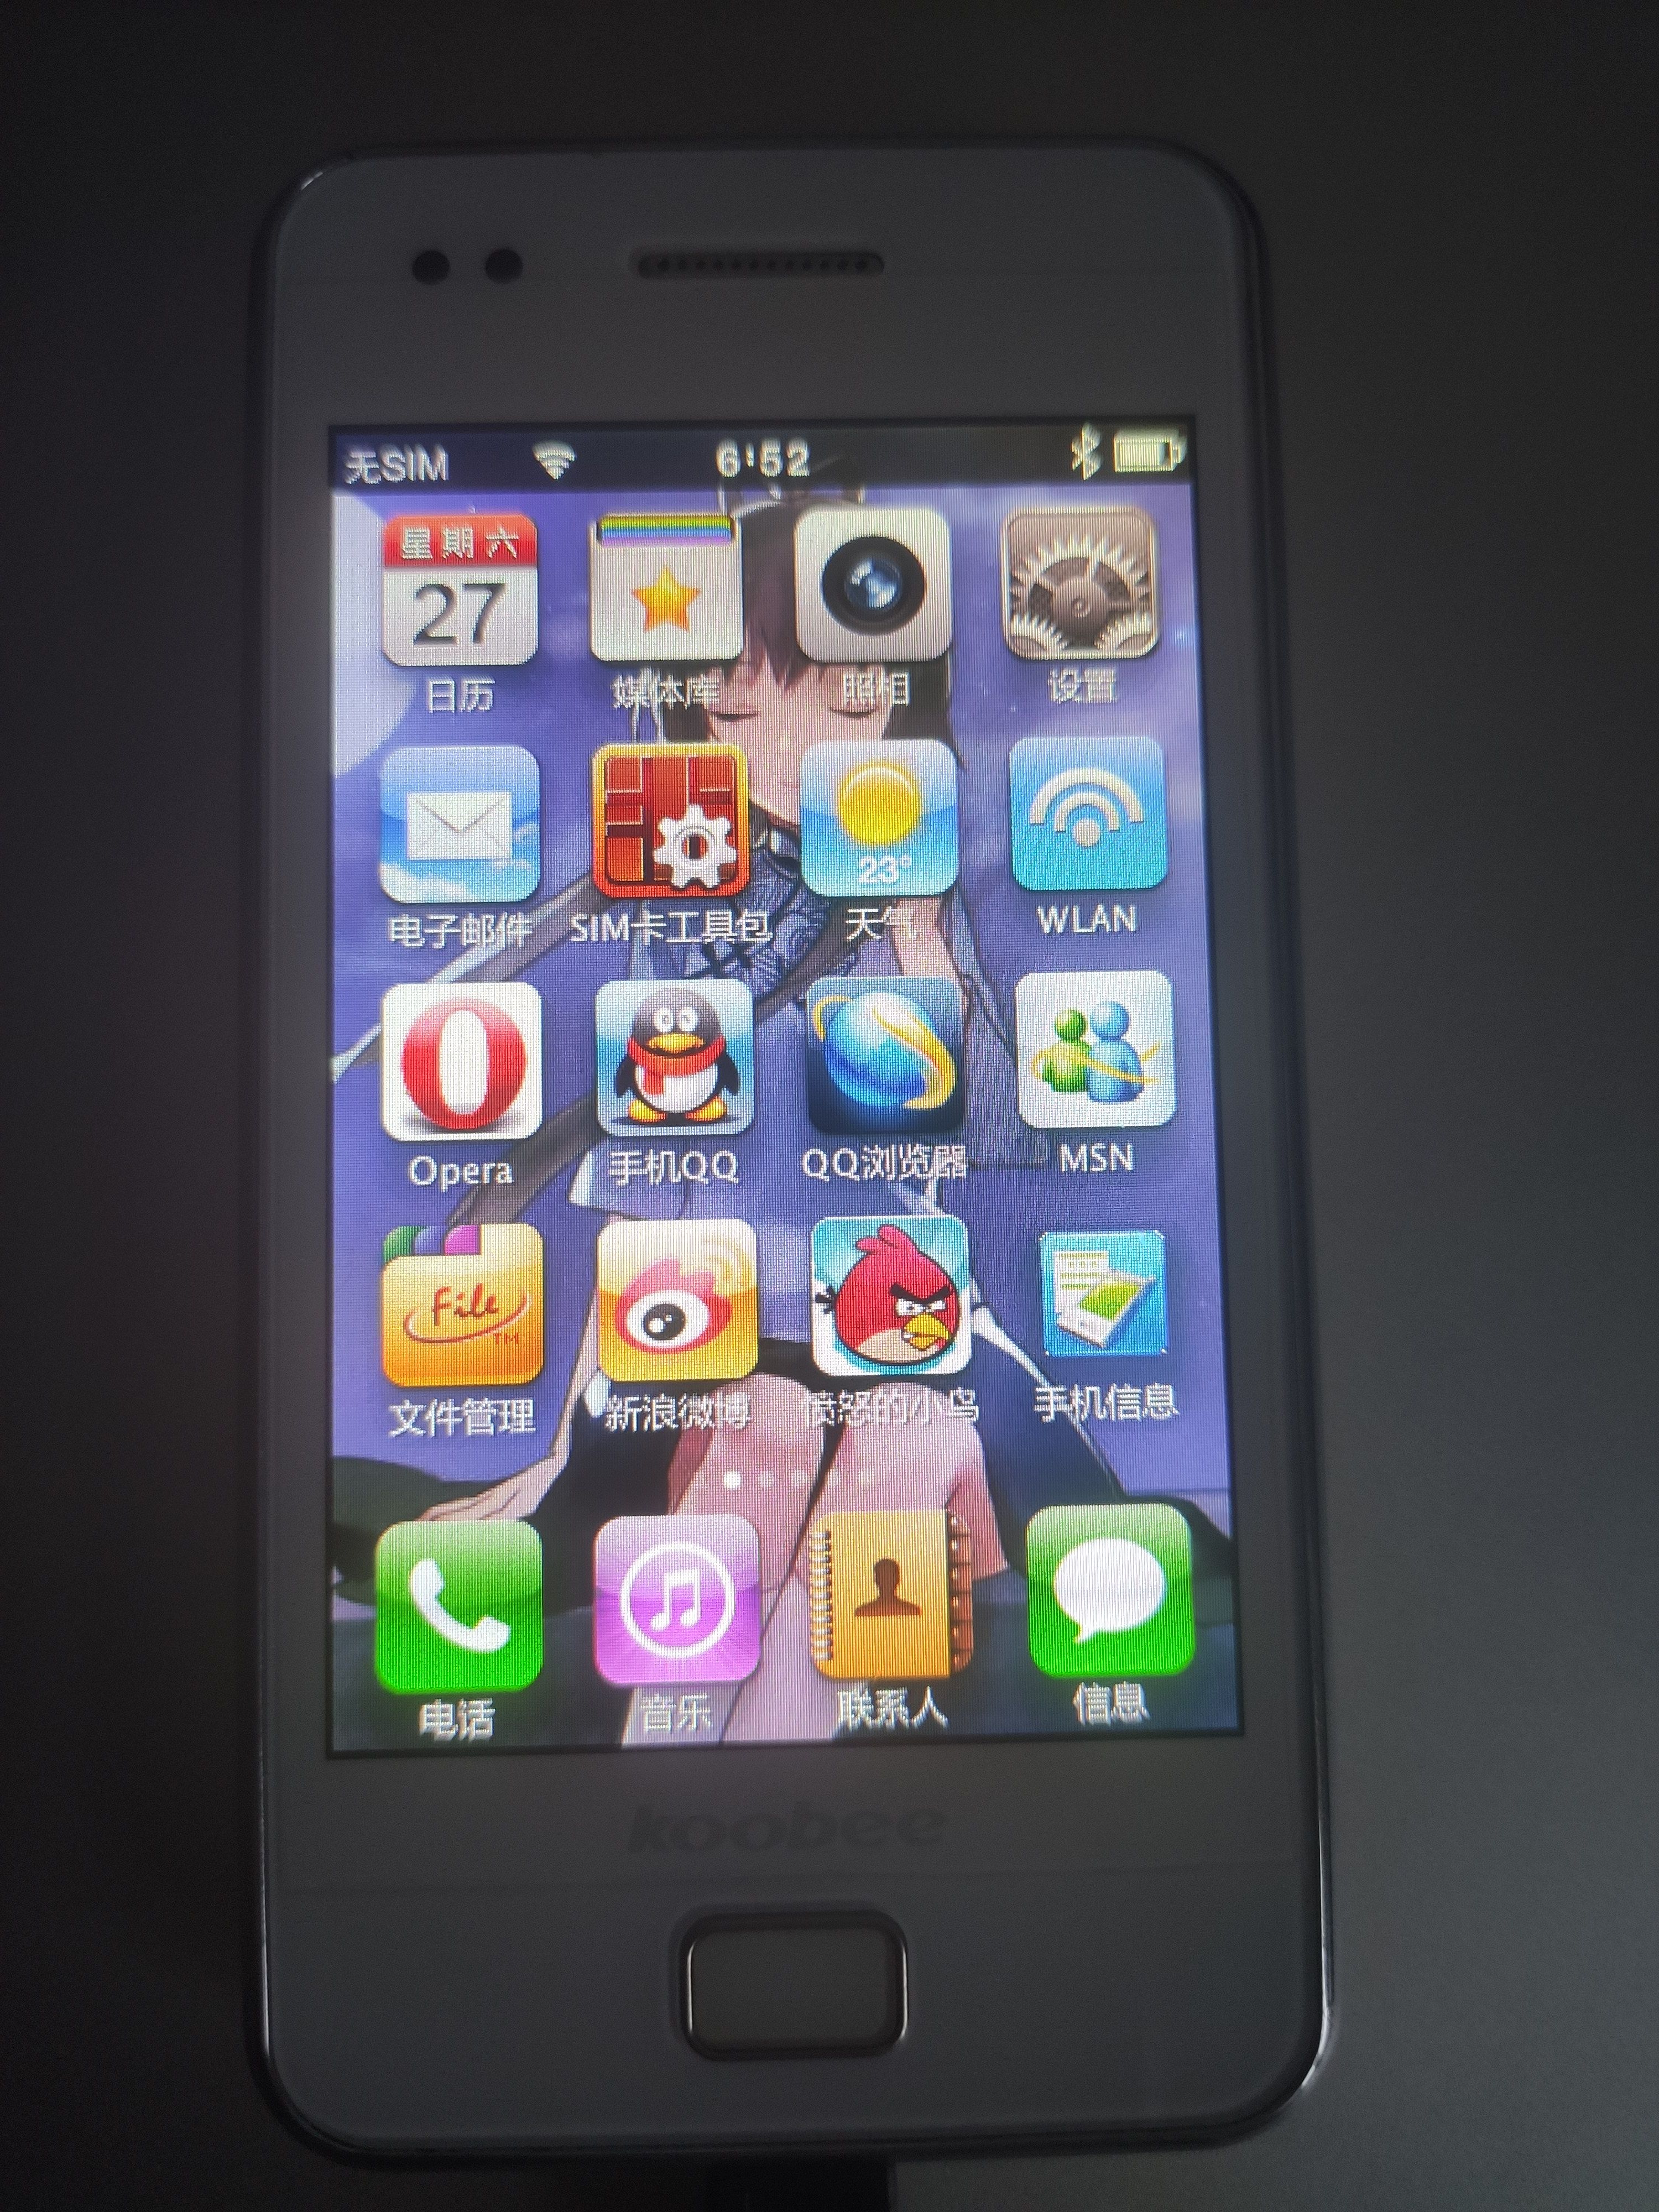 无SIM 6:52
星期六
27
日历 媒体库 照相 设置
23°
电子邮件 SIM卡工具包 天气 WLAN
Opera 手机QQ QQ浏览器 MSN
File TM
文件管理 新浪微博 愤怒的小鸟 手机信息
电话 音乐 联系人 信息
koobee